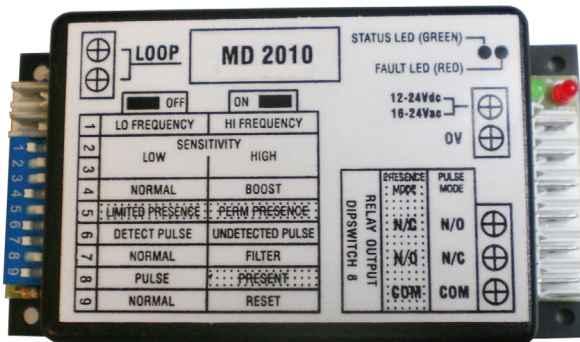 LOOP
MD 2010
STATUS LED (GREEN)
FAULT LED (RED)
OFF
ON
12-24Vdc
16-24Vac
0V
1 LO FREQUENCY HI FREQUENCY
SENSITIVITY
2
3 LOW HIGH
4 NORMAL BOOST
5 LIMITED PRESENCE PERM PRESENCE
6 DETECT PULSE UNDETECTED PULSE
7 NORMAL FILTER
8 PULSE PRESENT
9 NORMAL RESET
RELAY OUTPUT
DIPSWITCH 8
PRESENCE MODE PULSE MODE
N/C N/O
N/O N/C
COM COM
1 2 3 4 5 6 7 8 9